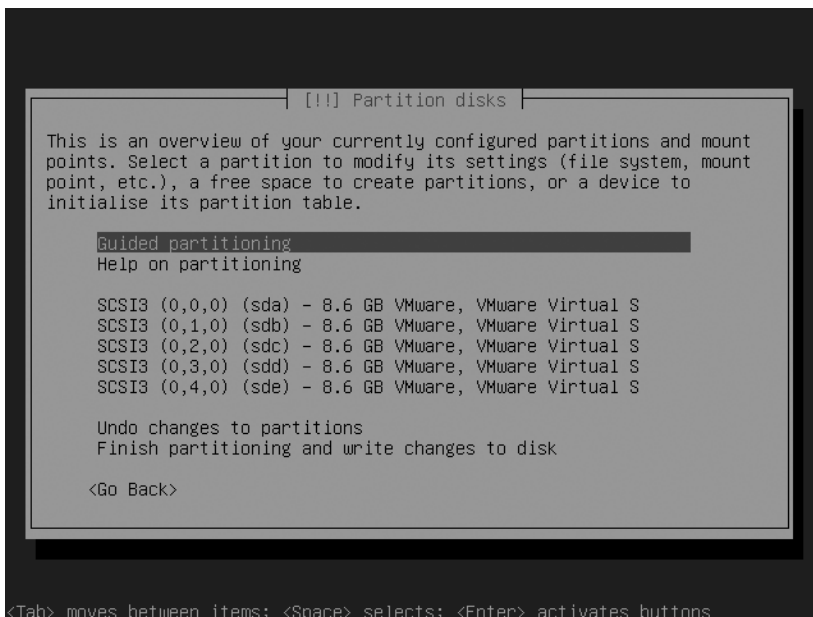 [!!] Partition disks
This is an overview of your currently configured partitions and mount
points. Select a partition to modify its settings (file system, mount
point, etc.), a free space to create partitions, or a device to
initialise its partition table.
Guided partitioning
Help on partitioning
SCSI3 (0,0,0) (sda) - 8.6 GB VMware, VMware Virtual S
SCSI3 (0,1,0) (sdb) - 8.6 GB VMware, VMware Virtual S
SCSI3 (0,2,0) (sdc) - 8.6 GB VMware, VMware Virtual S
SCSI3 (0,3,0) (sdd) - 8.6 GB VMware, VMware Virtual S
SCSI3 (0,4,0) (sde) - 8.6 GB VMware, VMware Virtual S
Undo changes to partitions
Finish partitioning and write changes to disk
<Go Back>
<Tab> moves between items; <Space> selects; <Enter> activates buttons